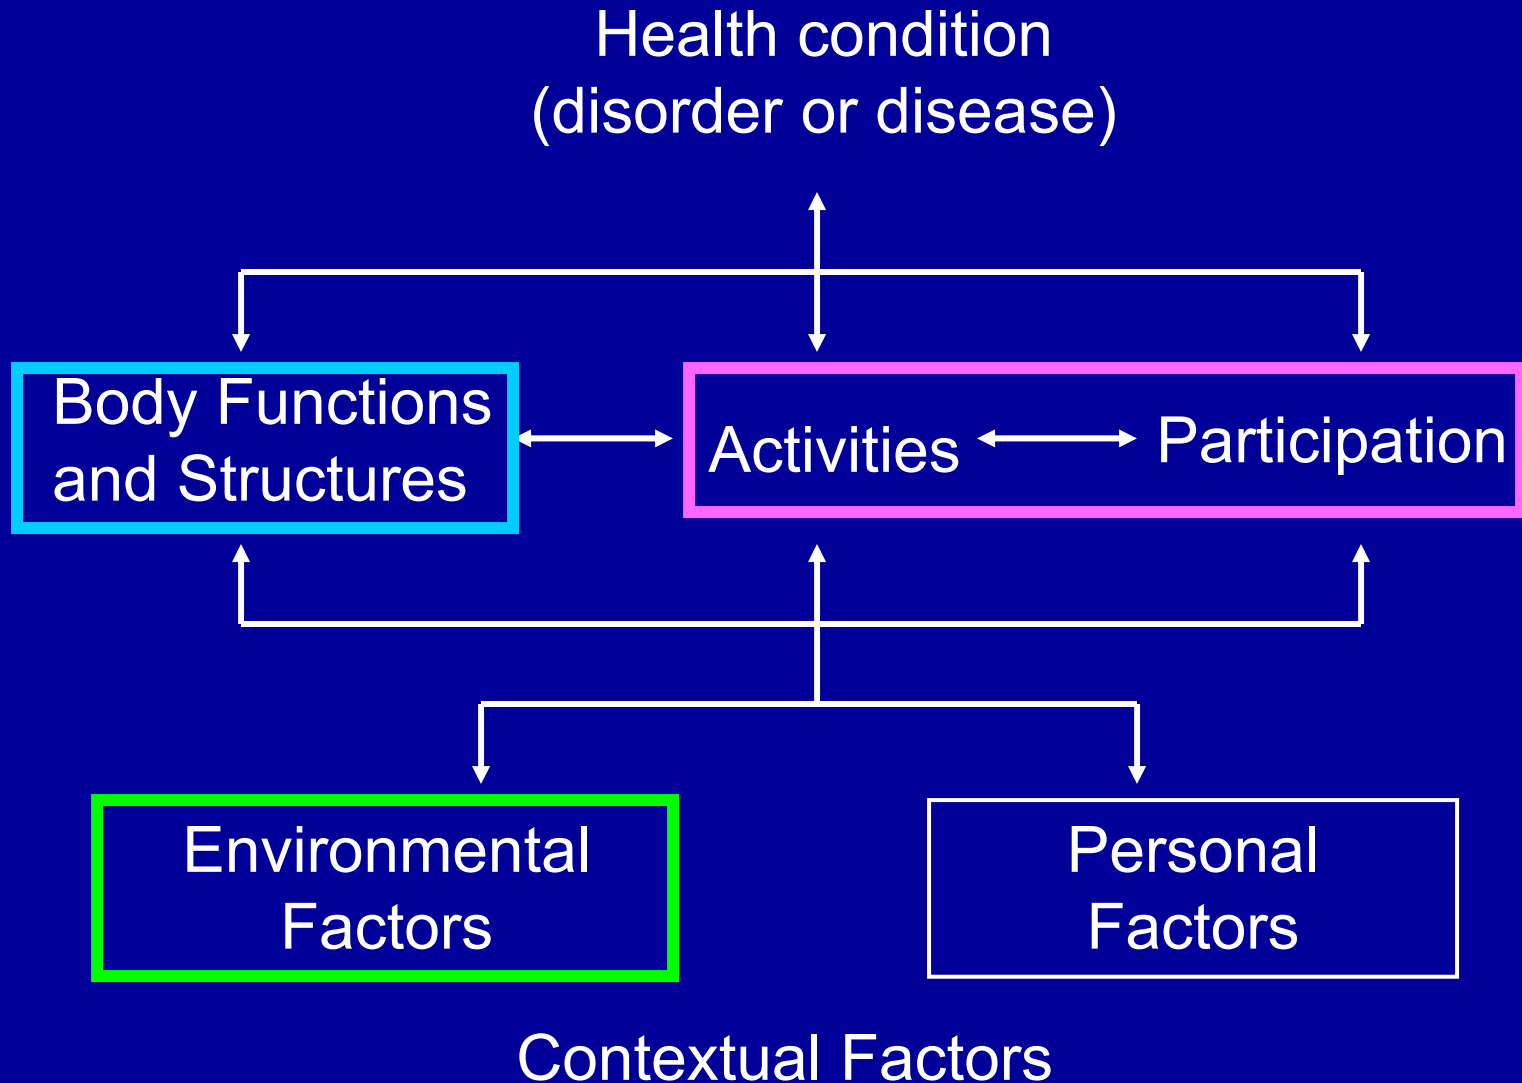 Health condition
(disorder or disease)
Body Functions
and Structures
Activities
Participation
Environmental
Factors
Personal
Factors
Contextual Factors